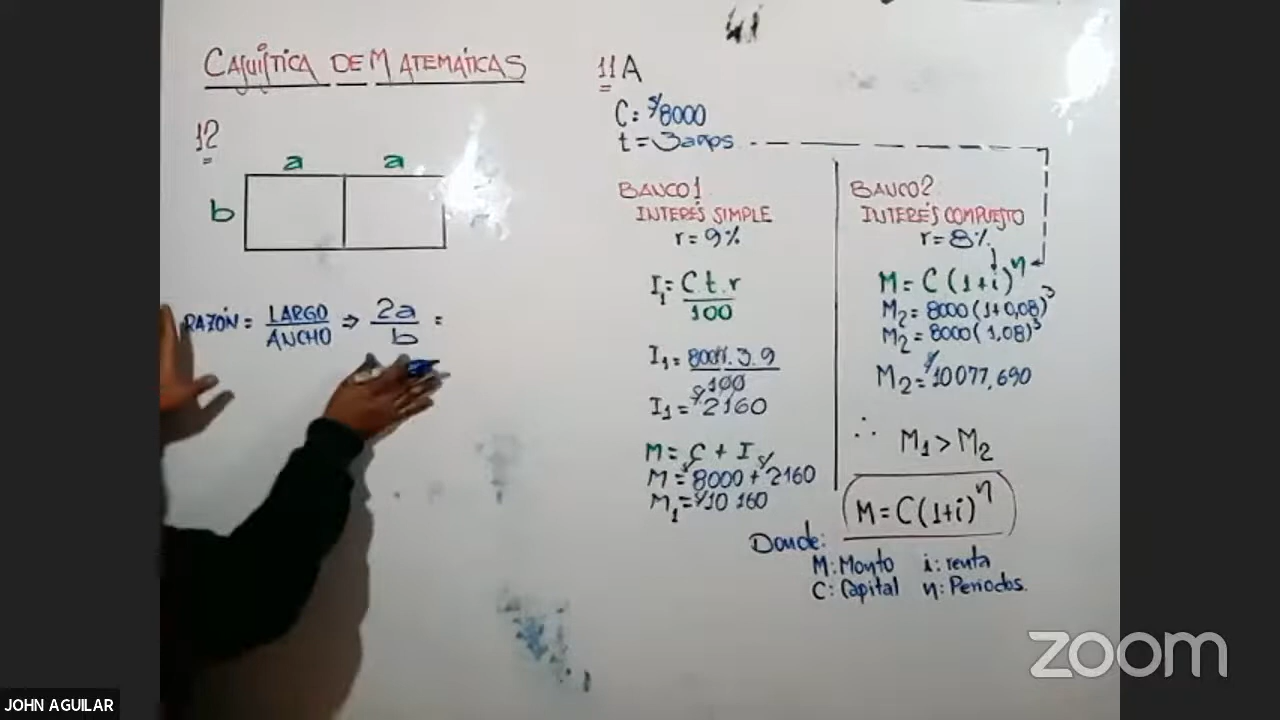 CASUÍSTICA DE MATEMÁTICAS
12
a a
b
RAZÓN = LARGO / ANCHO ⇒ 2a / b =
11 A
C = S/8000
t = 3 años
BANCO 1
INTERÉS SIMPLE
r = 9%
I₁ = C.t.r / 100
I₁ = 8000.3.9 / 100
I₁ = S/2160
M = C + I
M = S/8000 + S/2160
M₁ = S/10 160
BANCO 2
INTERÉS COMPUESTO
r = 8%
M = C (1+i)ⁿ
M₂ = 8000 (1+0,08)³
M₂ = 8000 (1,08)³
M₂ = S/10077,690
∴ M₁ > M₂
M = C (1+i)ⁿ
Donde:
M: Monto i: renta
C: Capital n: Periodos.
zoom
JOHN AGUILAR